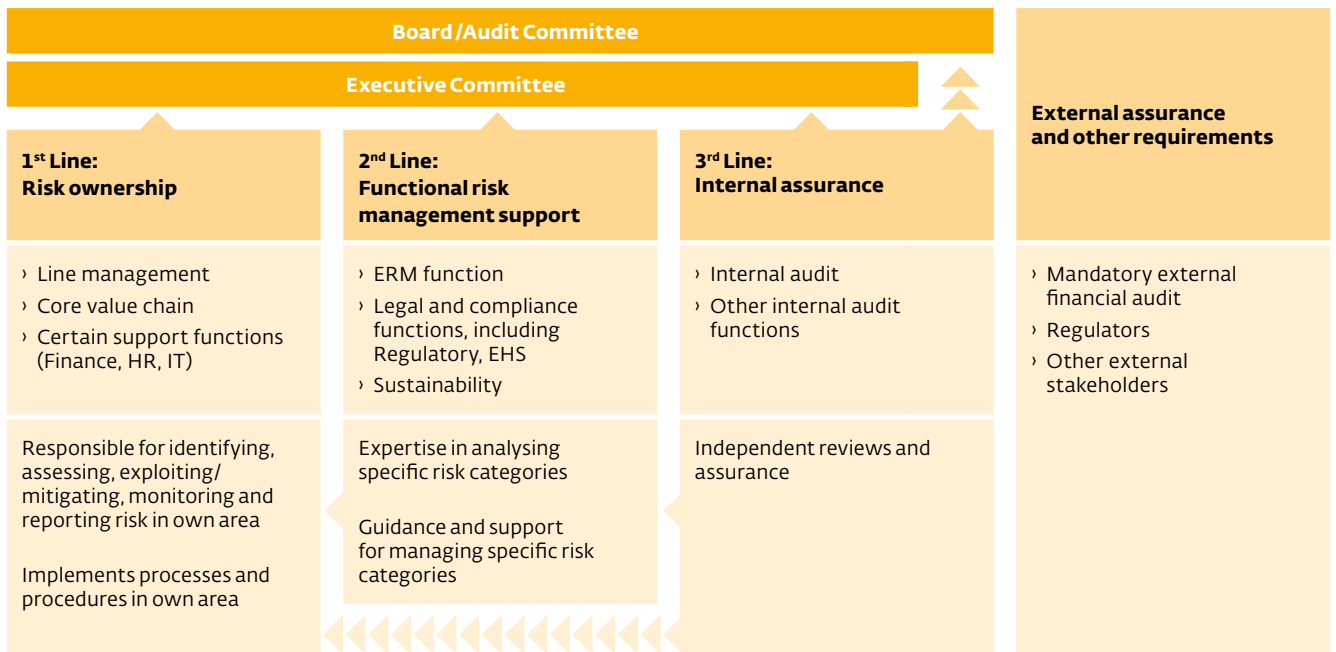 Board/Audit Committee
Executive Committee
1st Line:
Risk ownership
2nd Line:
Functional risk
management support
3rd Line:
Internal assurance
External assurance
and other requirements
› Line management
› Core value chain
› Certain support functions
(Finance, HR, IT)
› ERM function
› Legal and compliance
functions, including
Regulatory, EHS
› Sustainability
› Internal audit
› Other internal audit
functions
› Mandatory external
financial audit
› Regulators
› Other external
stakeholders
Responsible for identifying,
assessing, exploiting/
mitigating, monitoring and
reporting risk in own area
Implements processes and
procedures in own area
Expertise in analysing
specific risk categories
Guidance and support
for managing specific risk
categories
Independent reviews and
assurance